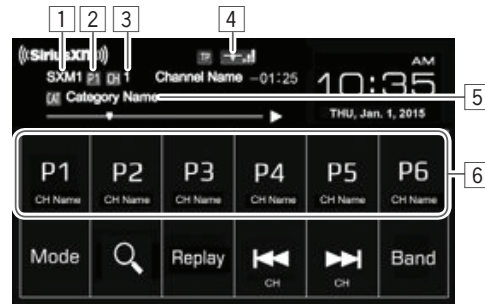 1 2 3 4
((SiriusXM))
TP
AM
SXM1 P1 CH 1 Channel Name -01:25
10:35
CAT Category Name
5
THU, Jan. 1, 2015
P1 P2 P3 P4 P5 P6
6
CH Name CH Name CH Name CH Name CH Name CH Name
Mode Replay Band
CH CH